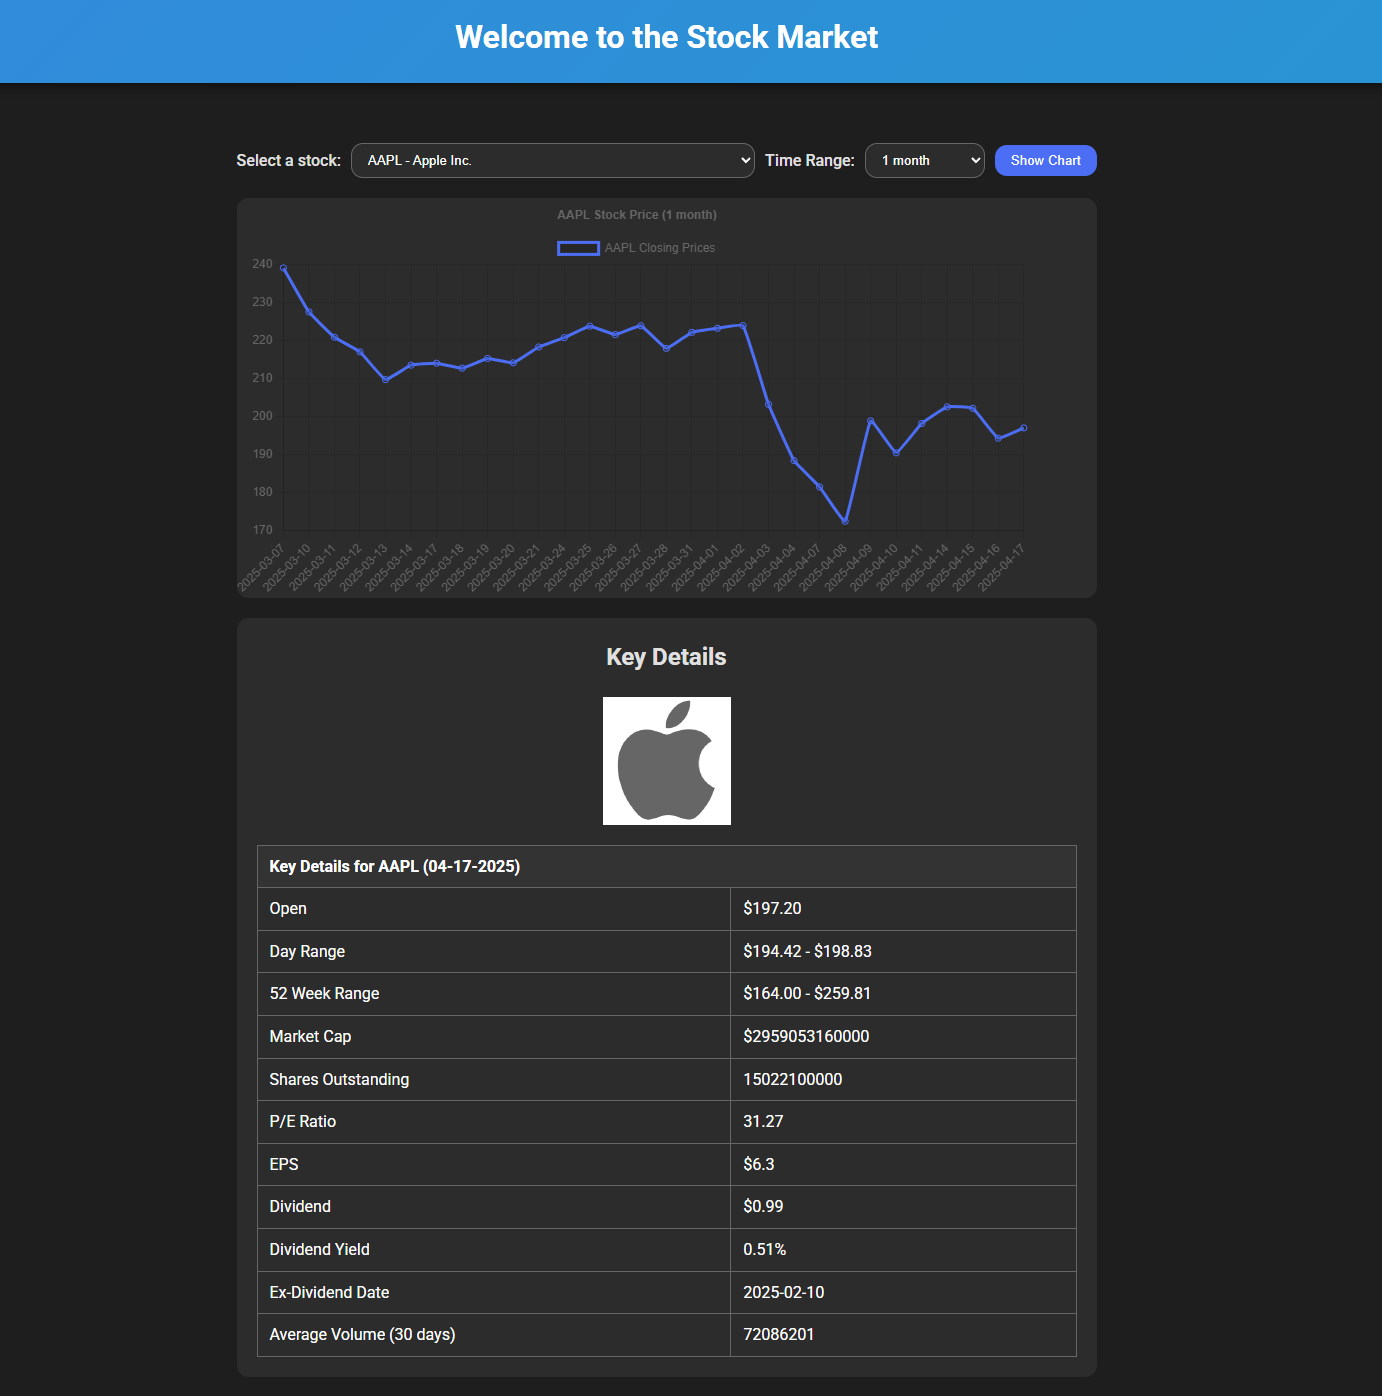 Welcome to the Stock Market
Select a stock: AAPL - Apple Inc. Time Range: 1 month Show Chart
AAPL Stock Price (1 month)
AAPL Closing Prices
240
230
220
210
200
190
180
170
2025-03-07 2025-03-10 2025-03-11 2025-03-12 2025-03-13 2025-03-14 2025-03-17 2025-03-18 2025-03-19 2025-03-20 2025-03-21 2025-03-24 2025-03-25 2025-03-26 2025-03-27 2025-03-28 2025-03-31 2025-04-01 2025-04-02 2025-04-03 2025-04-04 2025-04-07 2025-04-08 2025-04-09 2025-04-10 2025-04-11 2025-04-14 2025-04-15 2025-04-16 2025-04-17
Key Details
Key Details for AAPL (04-17-2025)
Open $197.20
Day Range $194.42 - $198.83
52 Week Range $164.00 - $259.81
Market Cap $2959053160000
Shares Outstanding 15022100000
P/E Ratio 31.27
EPS $6.3
Dividend $0.99
Dividend Yield 0.51%
Ex-Dividend Date 2025-02-10
Average Volume (30 days) 72086201